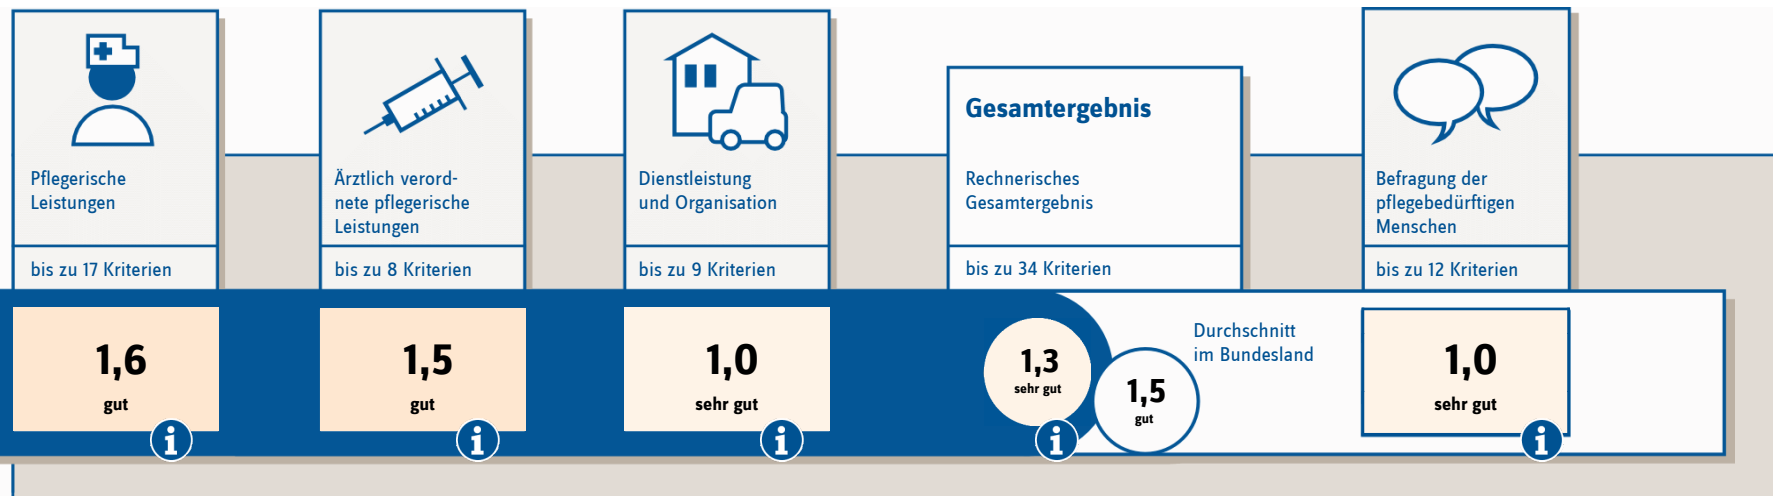 Pflegerische
Leistungen
bis zu 17 Kriterien
1,6
gut
i
Ärztlich verord-
nete pflegerische
Leistungen
bis zu 8 Kriterien
1,5
gut
i
Dienstleistung
und Organisation
bis zu 9 Kriterien
1,0
sehr gut
i
Gesamtergebnis
Rechnerisches
Gesamtergebnis
bis zu 34 Kriterien
1,3
sehr gut
i
1,5
gut
Durchschnitt
im Bundesland
Befragung der
pflegebedürftigen
Menschen
bis zu 12 Kriterien
1,0
sehr gut
i